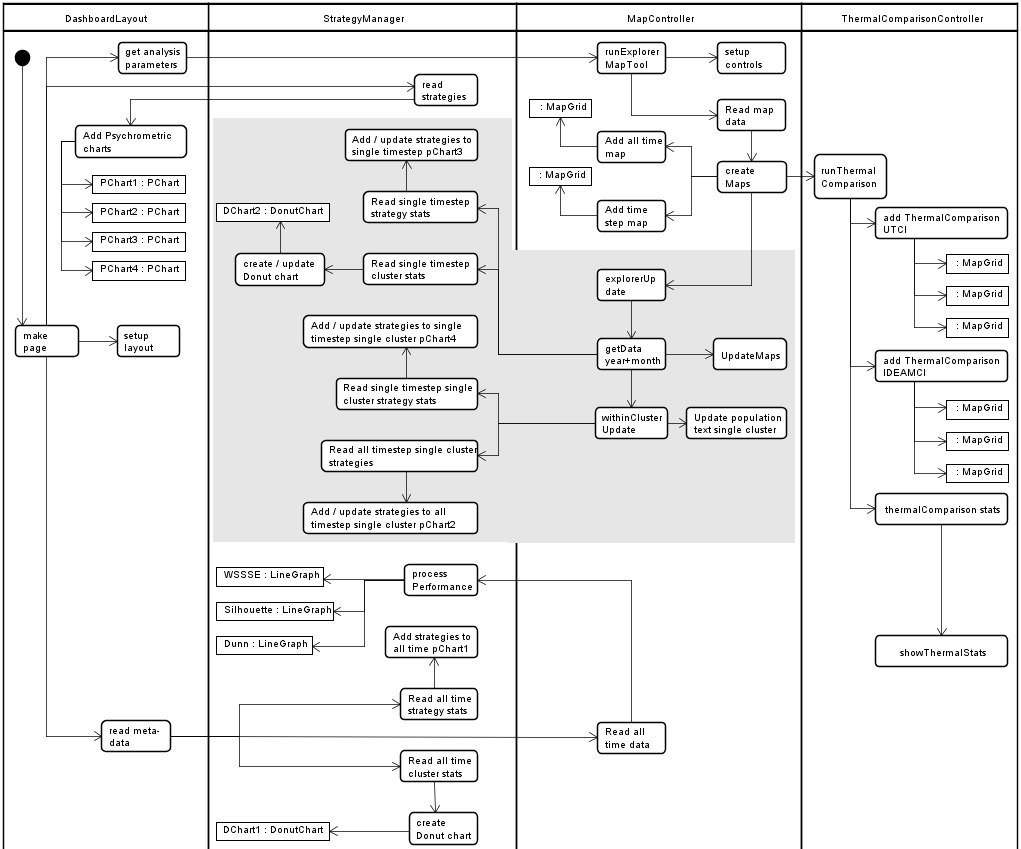 DashboardLayout
StrategyManager
MapController
ThermalComparisonController
get analysis
parameters
read
strategies
Add Psychrometric
charts
PChart1 : PChart
PChart2 : PChart
PChart3 : PChart
PChart4 : PChart
make
page
setup
layout
read meta-
data
Add / update strategies to
single timestep pChart3
Read single timestep
strategy stats
DChart2 : DonutChart
create / update
Donut chart
Read single timestep
cluster stats
Add / update strategies to single
timestep single cluster pChart4
Read single timestep single
cluster strategy stats
Read all timestep single cluster
strategies
Add / update strategies to all
timestep single cluster pChart2
WSSSE : LineGraph
process
Performance
Silhouette : LineGraph
Dunn : LineGraph
Add strategies to
all time pChart1
Read all time
strategy stats
Read all time
cluster stats
create
Donut chart
DChart1 : DonutChart
runExplorer
MapTool
setup
controls
: MapGrid
Read map
data
Add all time
map
: MapGrid
create
Maps
Add time
step map
explorerUp
date
getData
year+month
UpdateMaps
withinCluster
Update
Update population
text single cluster
Read all
time data
runThermal
Comparison
add ThermalComparison
UTCI
: MapGrid
: MapGrid
: MapGrid
add ThermalComparison
IDEAMCI
: MapGrid
: MapGrid
: MapGrid
thermalComparison stats
showThermalStats